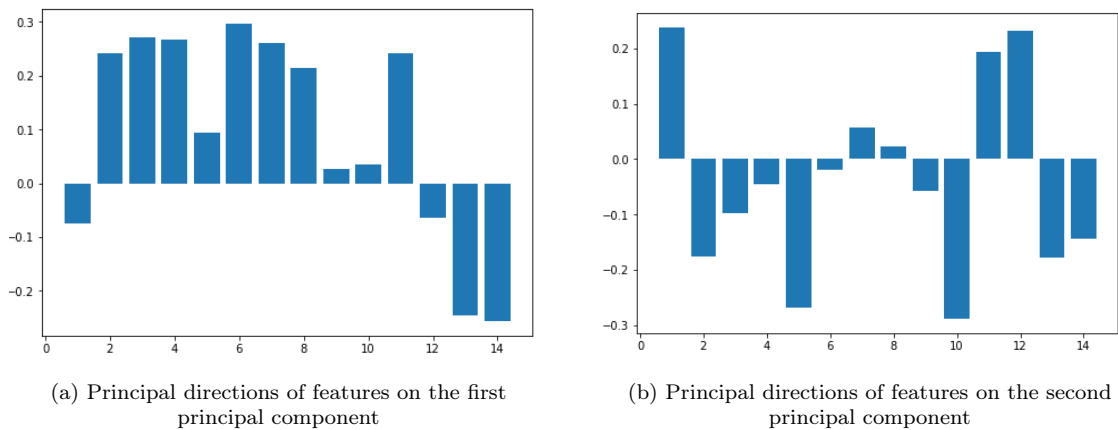 0.3
0.2
0.1
0.0
−0.1
−0.2
0 2 4 6 8 10 12 14
(a) Principal directions of features on the first
principal component
0.2
0.1
0.0
−0.1
−0.2
−0.3
0 2 4 6 8 10 12 14
(b) Principal directions of features on the second
principal component